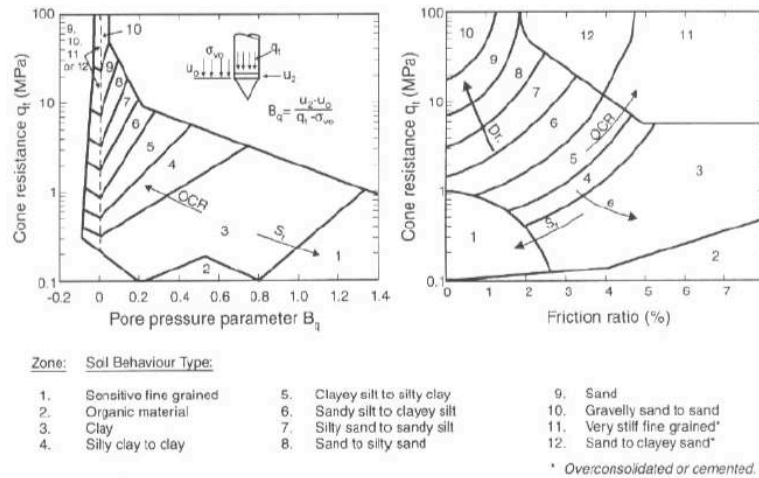 100
10
1
0.1
Cone resistance qt (MPa)
-0.2 0 0.2 0.4 0.6 0.8 1.0 1.2 1.4
Pore pressure parameter Bq
9,
10,
11
or 12
10
9
8
7
6
5
4
3
2
1
OCR
St
σvo
uo
qt
u2
Bq= u2-uo
qt -σvo
100
10
1
0.1
Cone resistance qt (MPa)
0 1 2 3 4 5 6 7
Friction ratio (%)
10
9
8
7
6
5
4
3
2
1
12
11
Dr.
OCR
St
e
Zone: Soil Behaviour Type:
1. Sensitive fine grained
2. Organic material
3. Clay
4. Silty clay to clay
5. Clayey silt to silty clay
6. Sandy silt to clayey silt
7. Silty sand to sandy silt
8. Sand to silty sand
9. Sand
10. Gravelly sand to sand
11. Very stiff fine grained*
12. Sand to clayey sand*
* Overconsolidated or cemented.